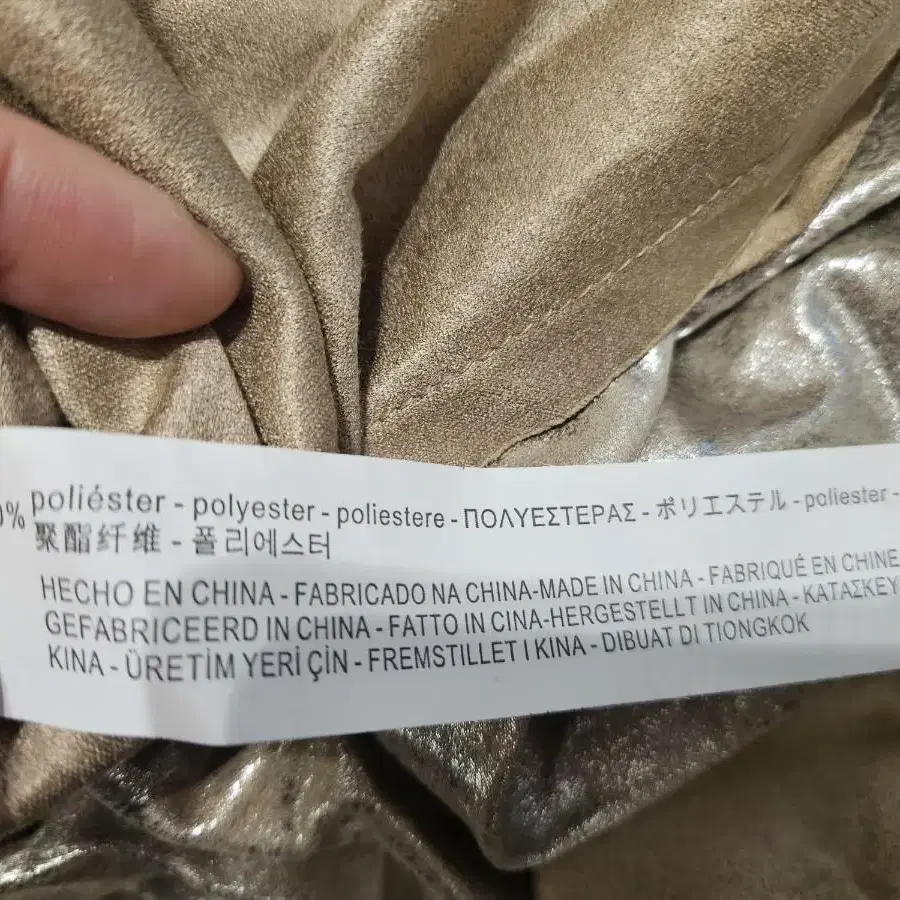 0% poliéster - polyester - poliestere - ΠΟΛΥΕΣΤΕΡΑΣ - ポリエステル - poliester -
聚酯纤维 - 폴리에스터
HECHO EN CHINA - FABRICADO NA CHINA-MADE IN CHINA - FABRIQUÉ EN CHINE
GEFABRICEERD IN CHINA - FATTO IN CINA-HERGESTELLT IN CHINA - ΚΑΤΑΣΚΕΥ
KINA - ÜRETİM YERİ ÇİN - FREMSTILLET I KINA - DIBUAT DI TIONGKOK